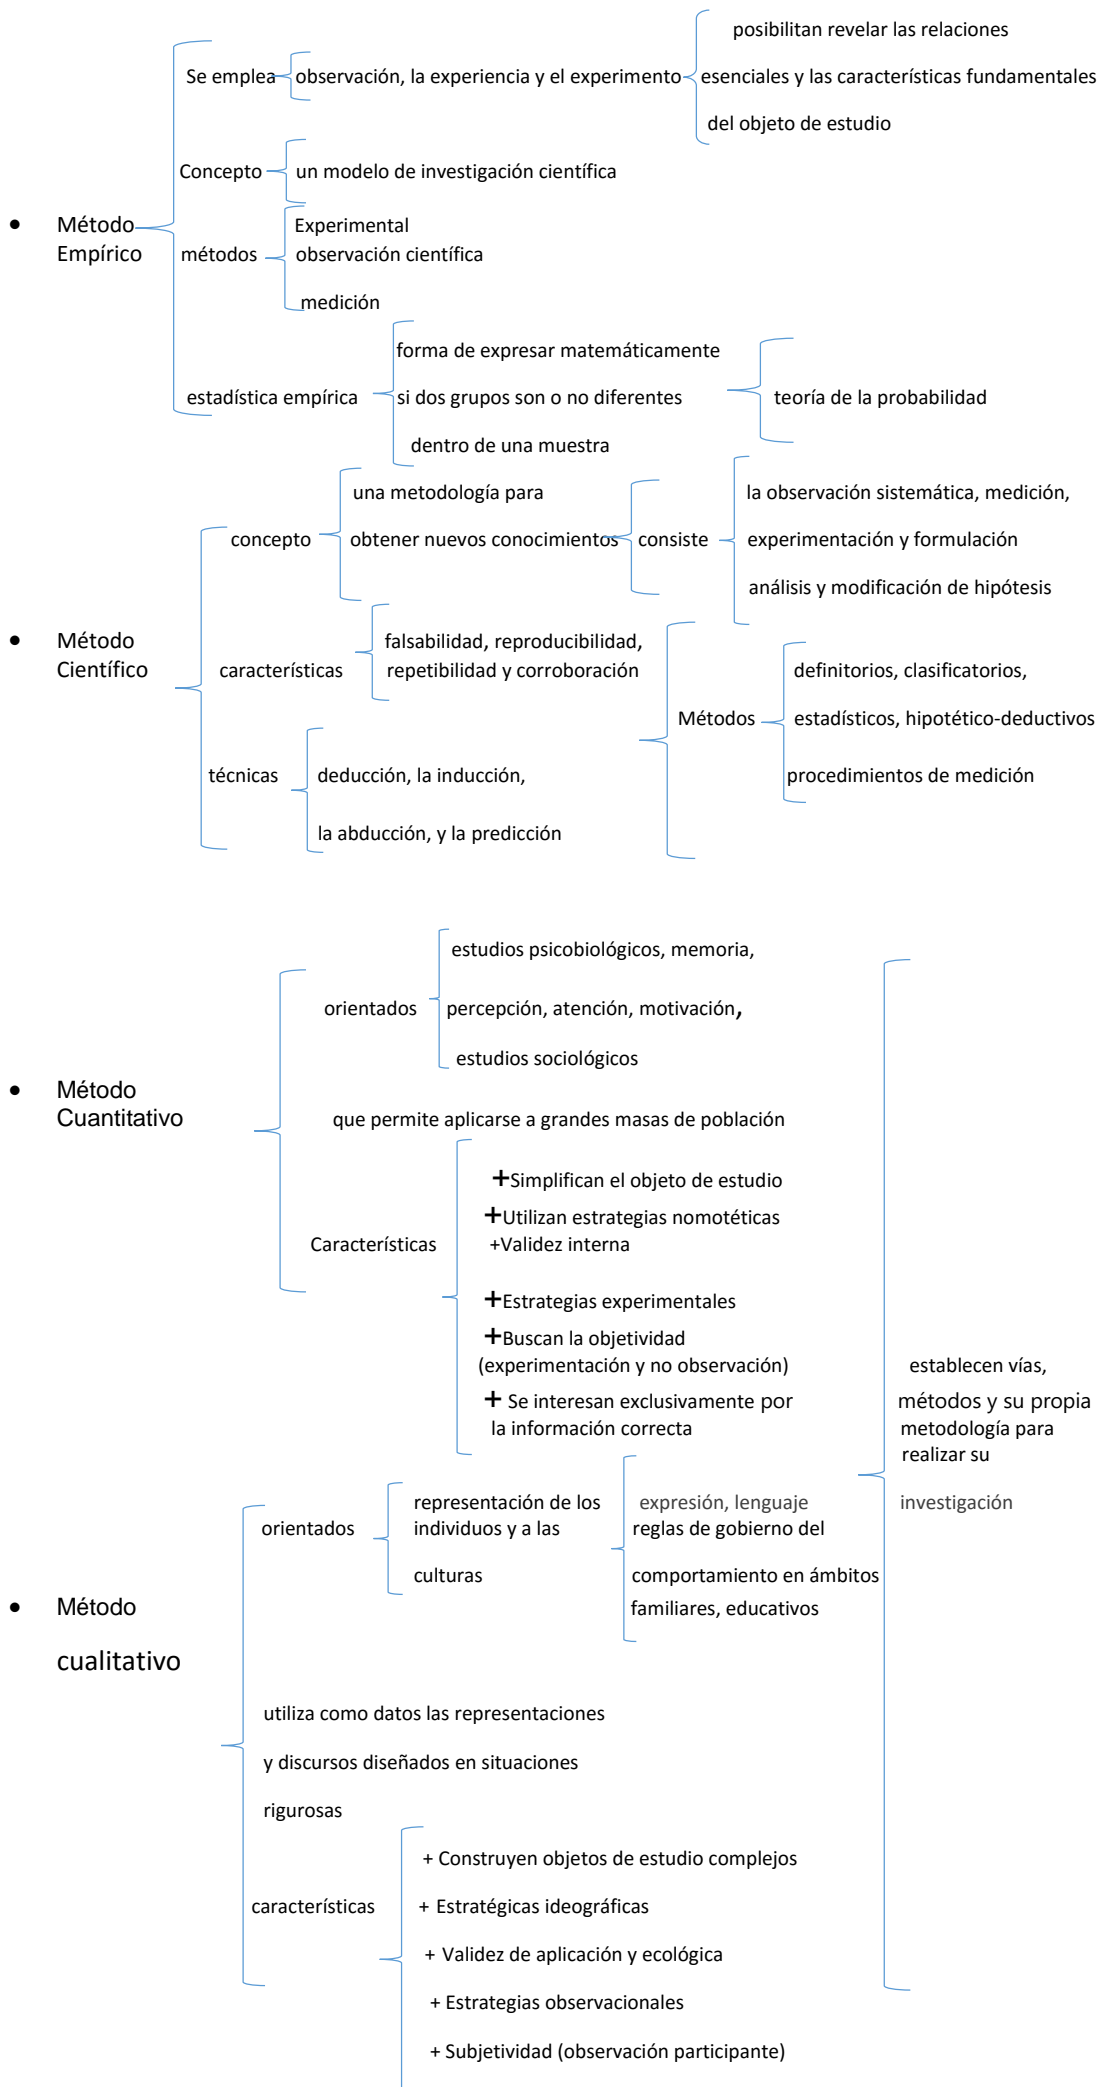 posibilitan revelar las relaciones
Se emplea observación, la experiencia y el experimento esenciales y las características fundamentales
del objeto de estudio
Concepto un modelo de investigación científica
• Método
Empírico
métodos
Experimental
observación científica
medición
forma de expresar matemáticamente
estadística empírica si dos grupos son o no diferentes teoría de la probabilidad
dentro de una muestra
una metodología para
concepto obtener nuevos conocimientos consiste
la observación sistemática, medición,
experimentación y formulación
análisis y modificación de hipótesis
• Método
Científico
características
falsabilidad, reproducibilidad,
repetibilidad y corroboración
técnicas
deducción, la inducción,
la abducción, y la predicción
Métodos
definitorios, clasificatorios,
estadísticos, hipotético-deductivos
procedimientos de medición
estudios psicobiológicos, memoria,
orientados percepción, atención, motivación,
estudios sociológicos
• Método
Cuantitativo
que permite aplicarse a grandes masas de población
Características
+Simplifican el objeto de estudio
+Utilizan estrategias nomotéticas
+Validez interna
+Estrategias experimentales
+Buscan la objetividad
(experimentación y no observación)
+ Se interesan exclusivamente por
la información correcta
establecen vías,
métodos y su propia
metodología para
realizar su
investigación
orientados
representación de los
individuos y a las
culturas
expresión, lenguaje
reglas de gobierno del
comportamiento en ámbitos
familiares, educativos
• Método
cualitativo
utiliza como datos las representaciones
y discursos diseñados en situaciones
rigurosas
características
+ Construyen objetos de estudio complejos
+ Estratégicas ideográficas
+ Validez de aplicación y ecológica
+ Estrategias observacionales
+ Subjetividad (observación participante)